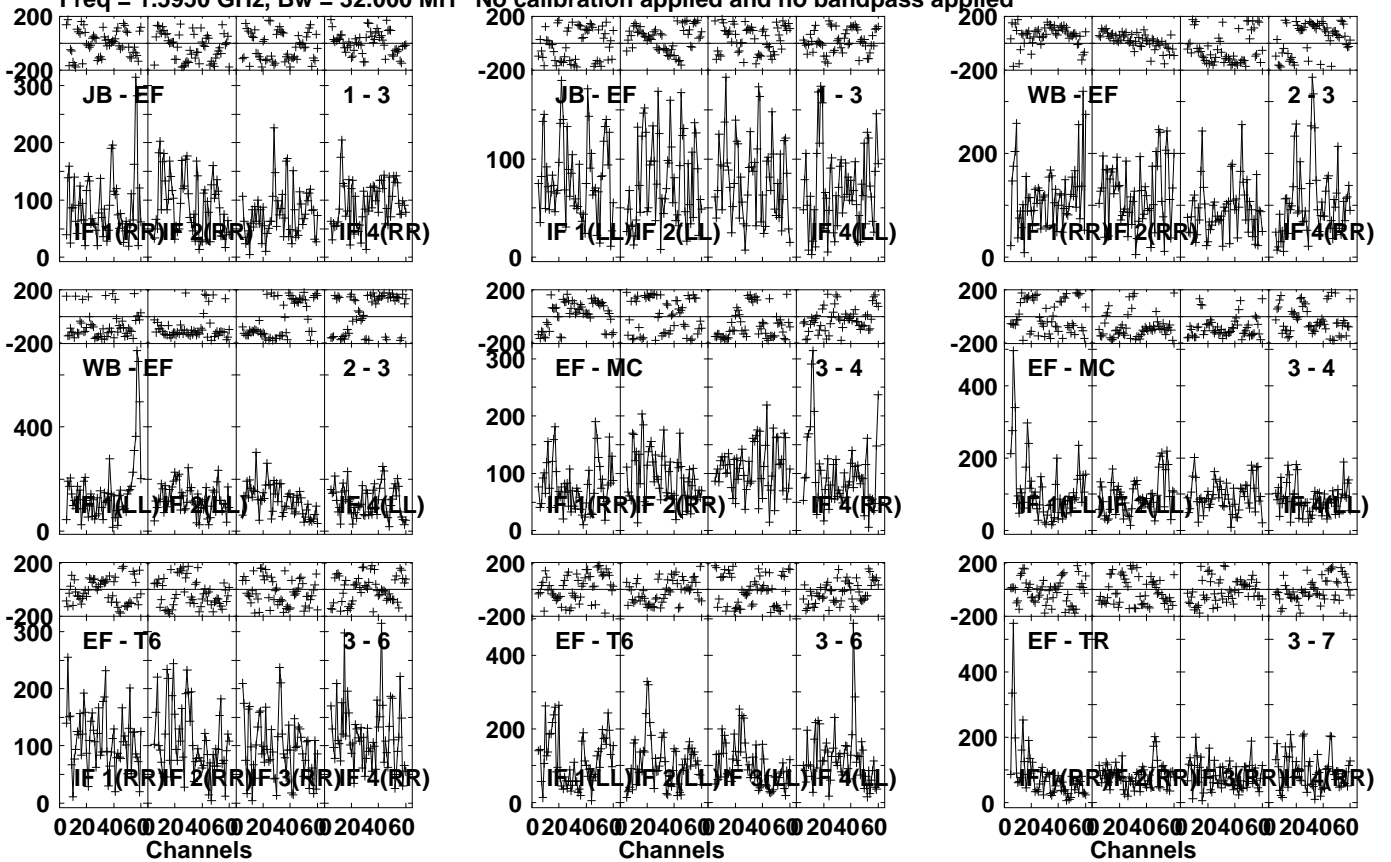 Freq = 1.5950 GHz, Bw = 32.000 MH No calibration applied and no bandpass applied
200
-200
300
200
100
0
JB - EF 1 - 3
IF 1(RR) IF 2(RR) IF 4(RR)
100
0
JB - EF 1 - 3
IF 1(LL) IF 2(LL) IF 4(LL)
200
-200
200
0
WB - EF 2 - 3
IF 1(RR) IF 2(RR) IF 4(RR)
200
-200
400
0
WB - EF 2 - 3
IF 1(LL) IF 2(LL) IF 4(LL)
200
-200
300
200
100
0
EF - MC 3 - 4
IF 1(RR) IF 2(RR) IF 4(RR)
200
-200
400
200
0
EF - MC 3 - 4
IF 1(LL) IF 2(LL) IF 4(LL)
200
-200
300
200
100
0
EF - T6 3 - 6
IF 1(RR) IF 2(RR) IF 3(RR) IF 4(RR)
0 20 40 60 0 20 40 60 0 20 40 60 0 20 40 60
Channels
200
-200
400
200
0
EF - T6 3 - 6
IF 1(LL) IF 2(LL) IF 3(LL) IF 4(LL)
0 20 40 60 0 20 40 60 0 20 40 60 0 20 40 60
Channels
200
-200
400
200
0
EF - TR 3 - 7
IF 1(RR) IF 2(RR) IF 3(RR) IF 4(RR)
0 20 40 60 0 20 40 60 0 20 40 60 0 20 40 60
Channels